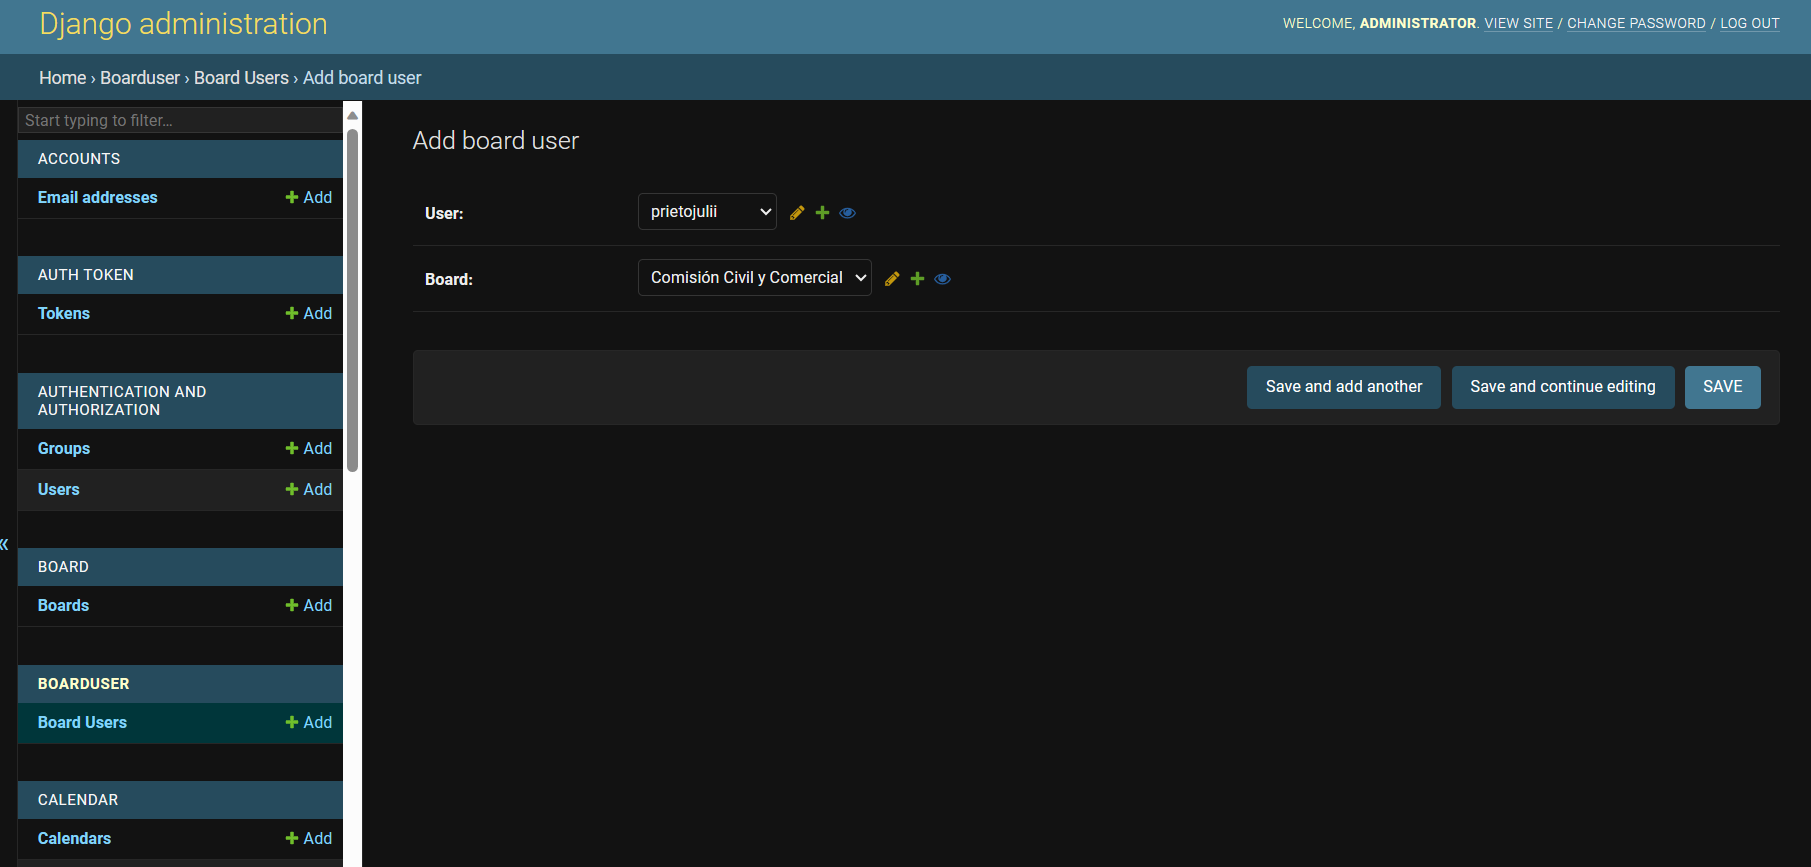 Django administration
WELCOME, ADMINISTRATOR. VIEW SITE / CHANGE PASSWORD / LOG OUT
Home › Boarduser › Board Users › Add board user
Start typing to filter...
ACCOUNTS
Email addresses + Add
AUTH TOKEN
Tokens + Add
AUTHENTICATION AND
AUTHORIZATION
Groups + Add
Users + Add
BOARD
Boards + Add
BOARDUSER
Board Users + Add
CALENDAR
Calendars + Add
«
Add board user
User: prietojulii
Board: Comisión Civil y Comercial
Save and add another Save and continue editing SAVE